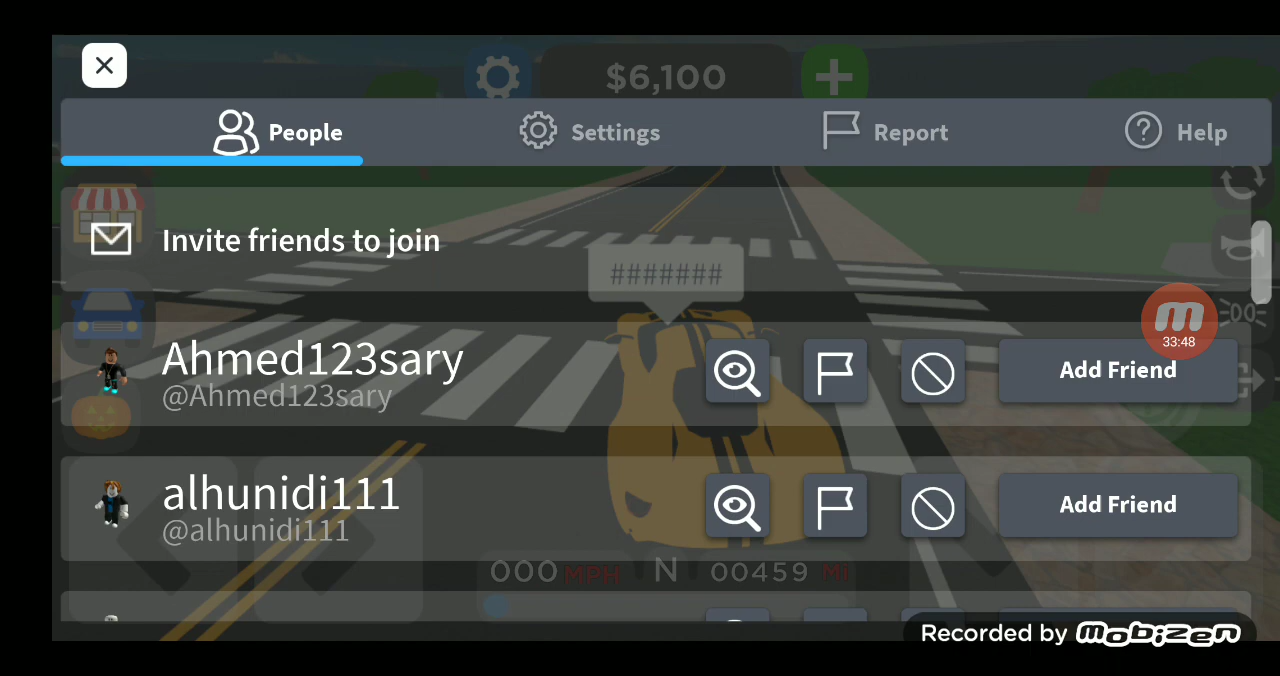 $6,100
People
Settings
Report
Help
Invite friends to join
#######
33:48
Ahmed123sary
@Ahmed123sary
Add Friend
alhunidi111
@alhunidi111
Add Friend
000 MPH N 00459 Mi
Recorded by mobizen